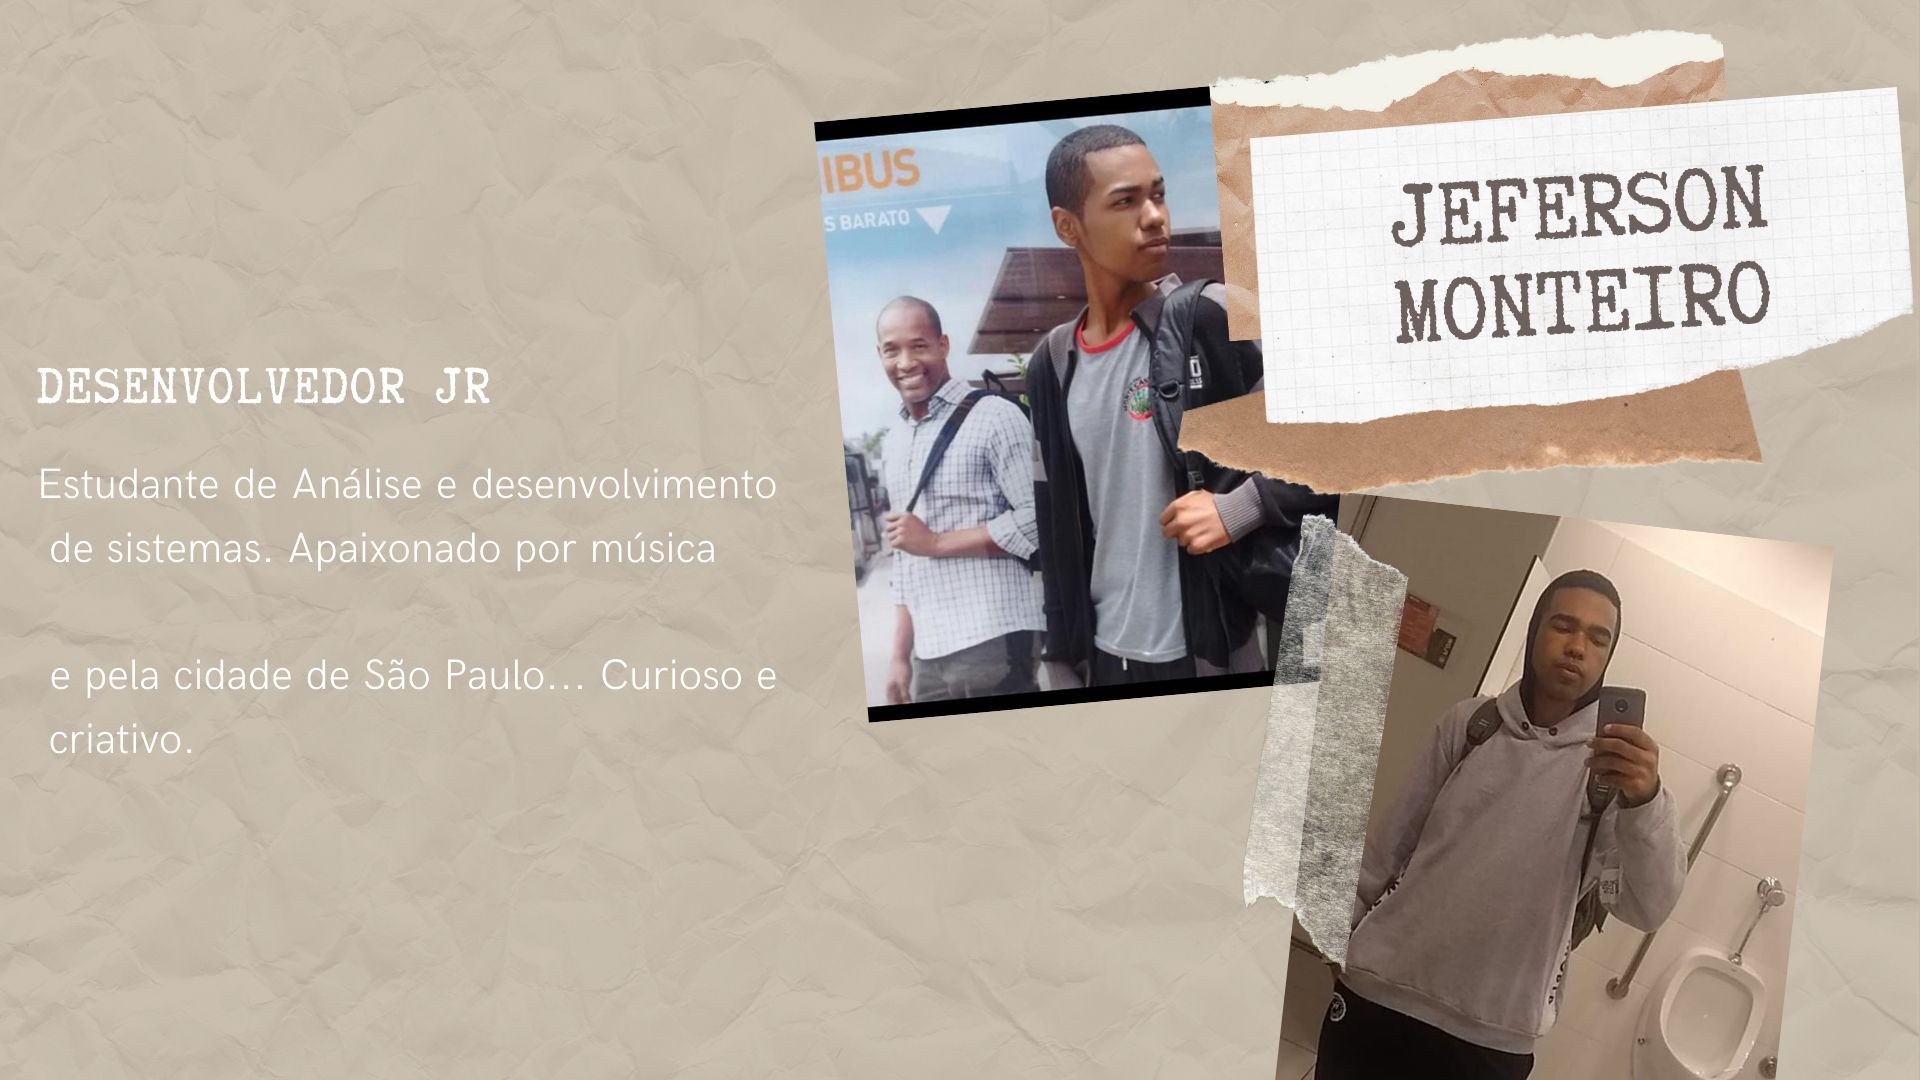 JEFERSON
MONTEIRO
IBUS
S BARATO
DESENVOLVEDOR JR
Estudante de Análise e desenvolvimento
de sistemas. Apaixonado por música
e pela cidade de São Paulo... Curioso e
criativo.